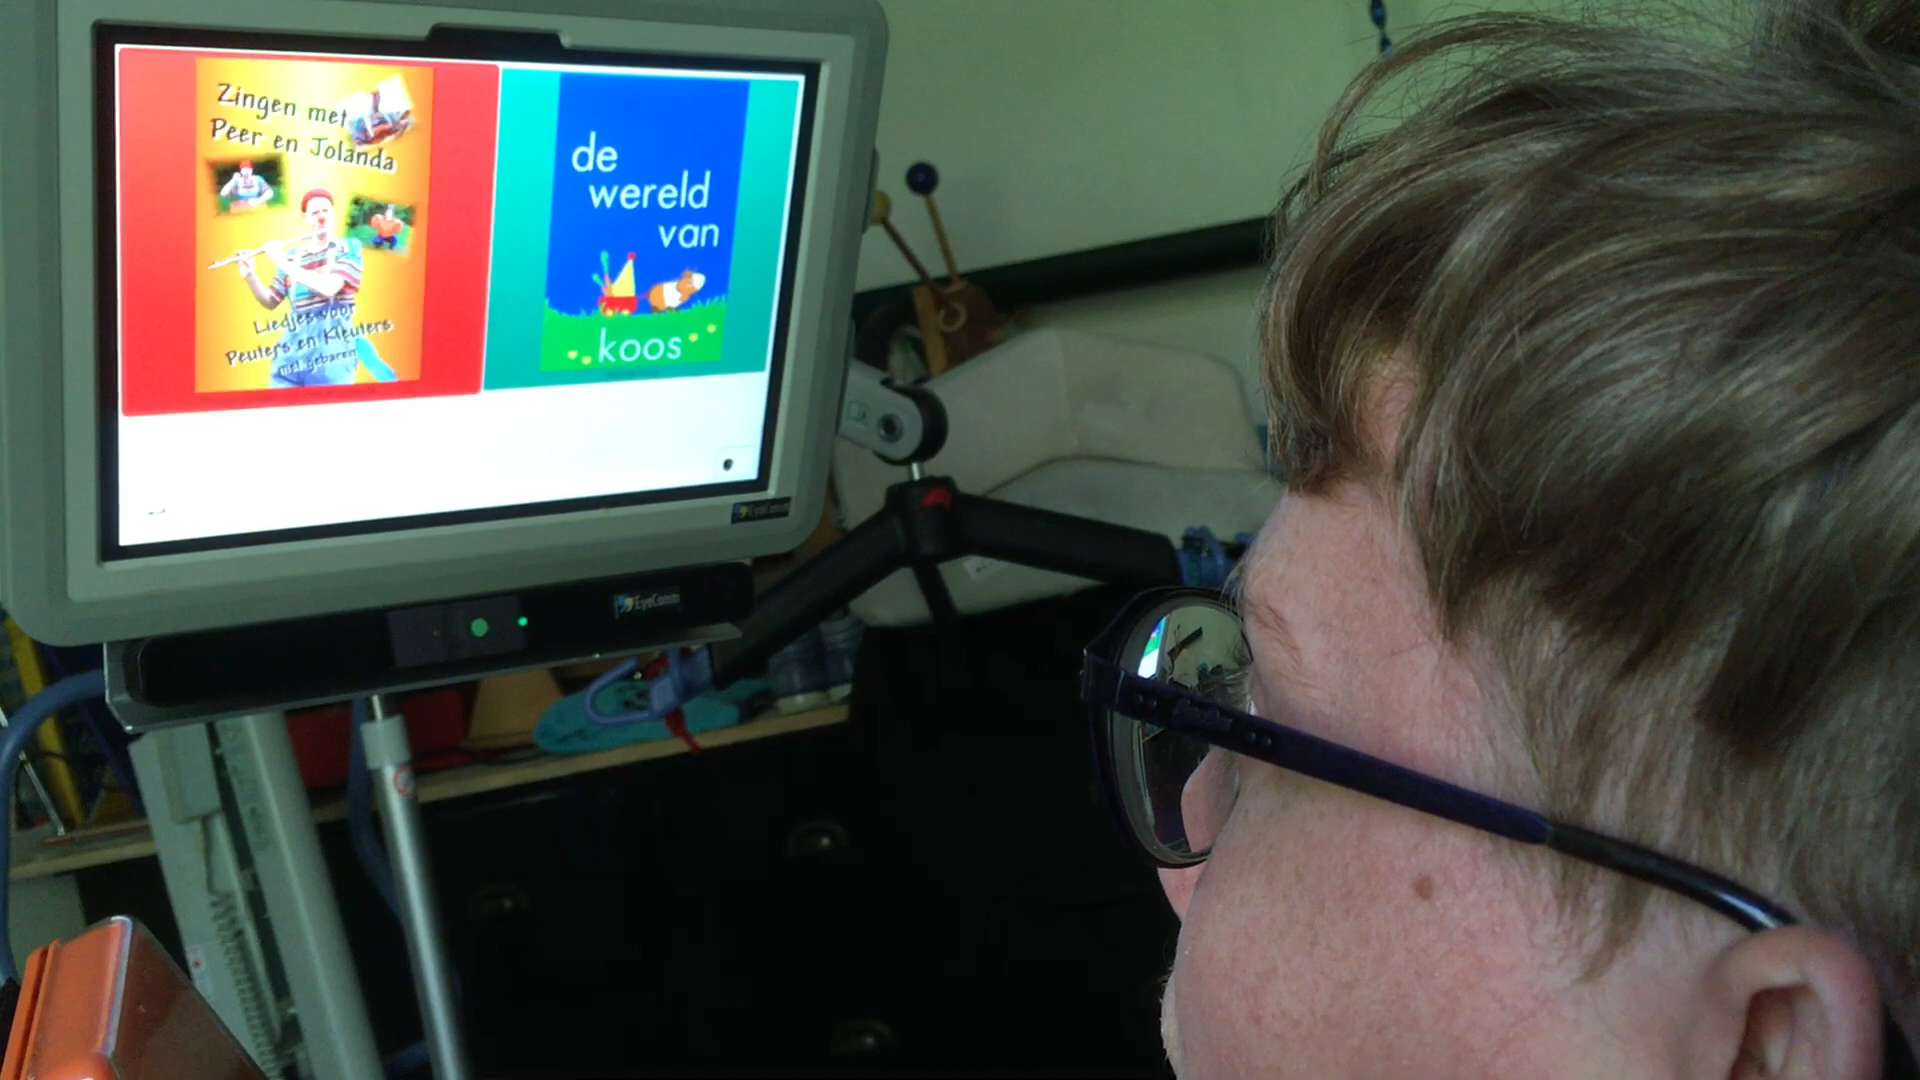 Zingen met
Peer en Jolanda
Liedjes voor
Peuters en Kleuters
de
wereld
van
koos
EyeComm
EyeComm